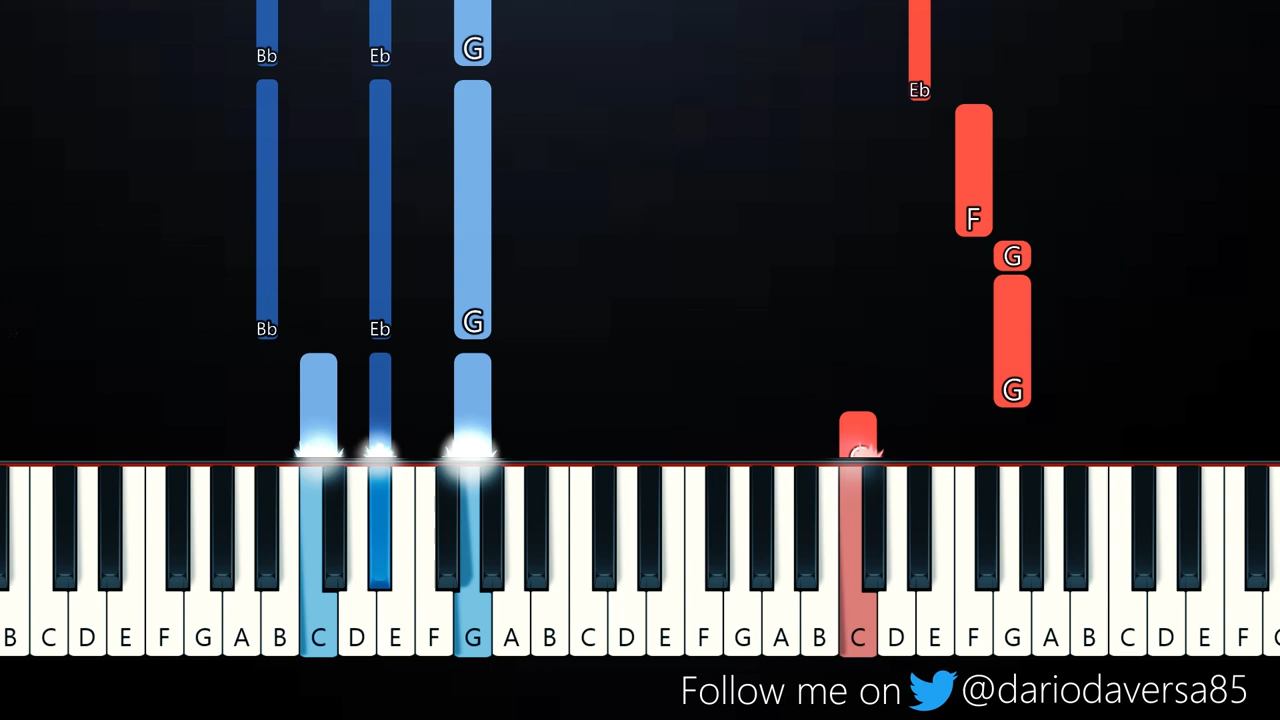 Bb Eb G
Eb
F
G
Bb Eb G
G
B C D E F G A B C D E F G A B C D E F G A B C D E F G A B C D E F
Follow me on @dariodaversa85